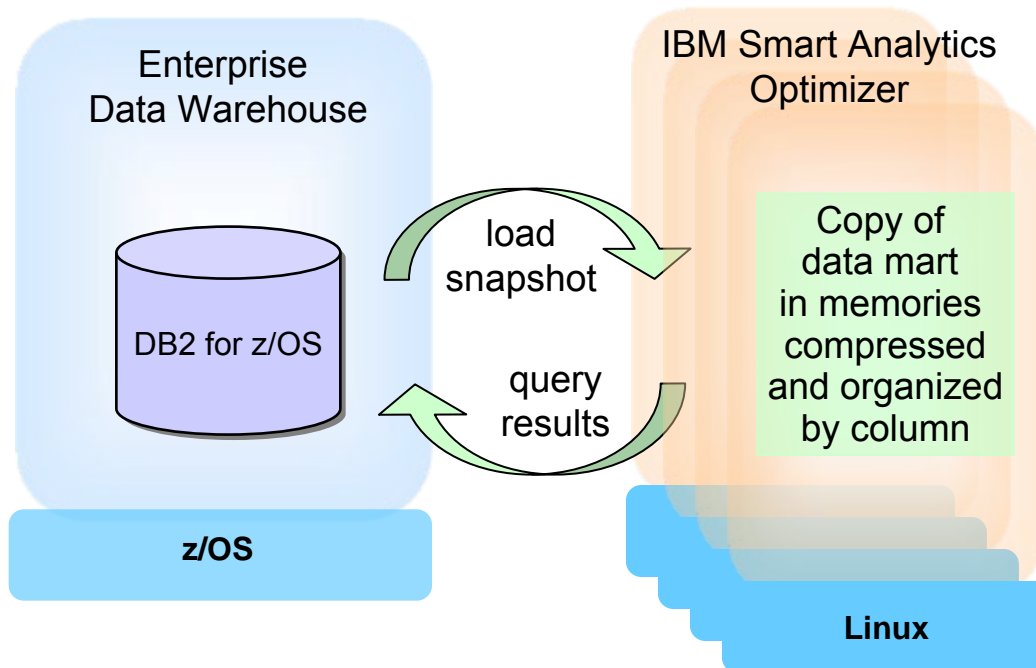 Enterprise
Data Warehouse
DB2 for z/OS
z/OS
load
snapshot
query
results
IBM Smart Analytics
Optimizer
Copy of
data mart
in memories
compressed
and organized
by column
Linux